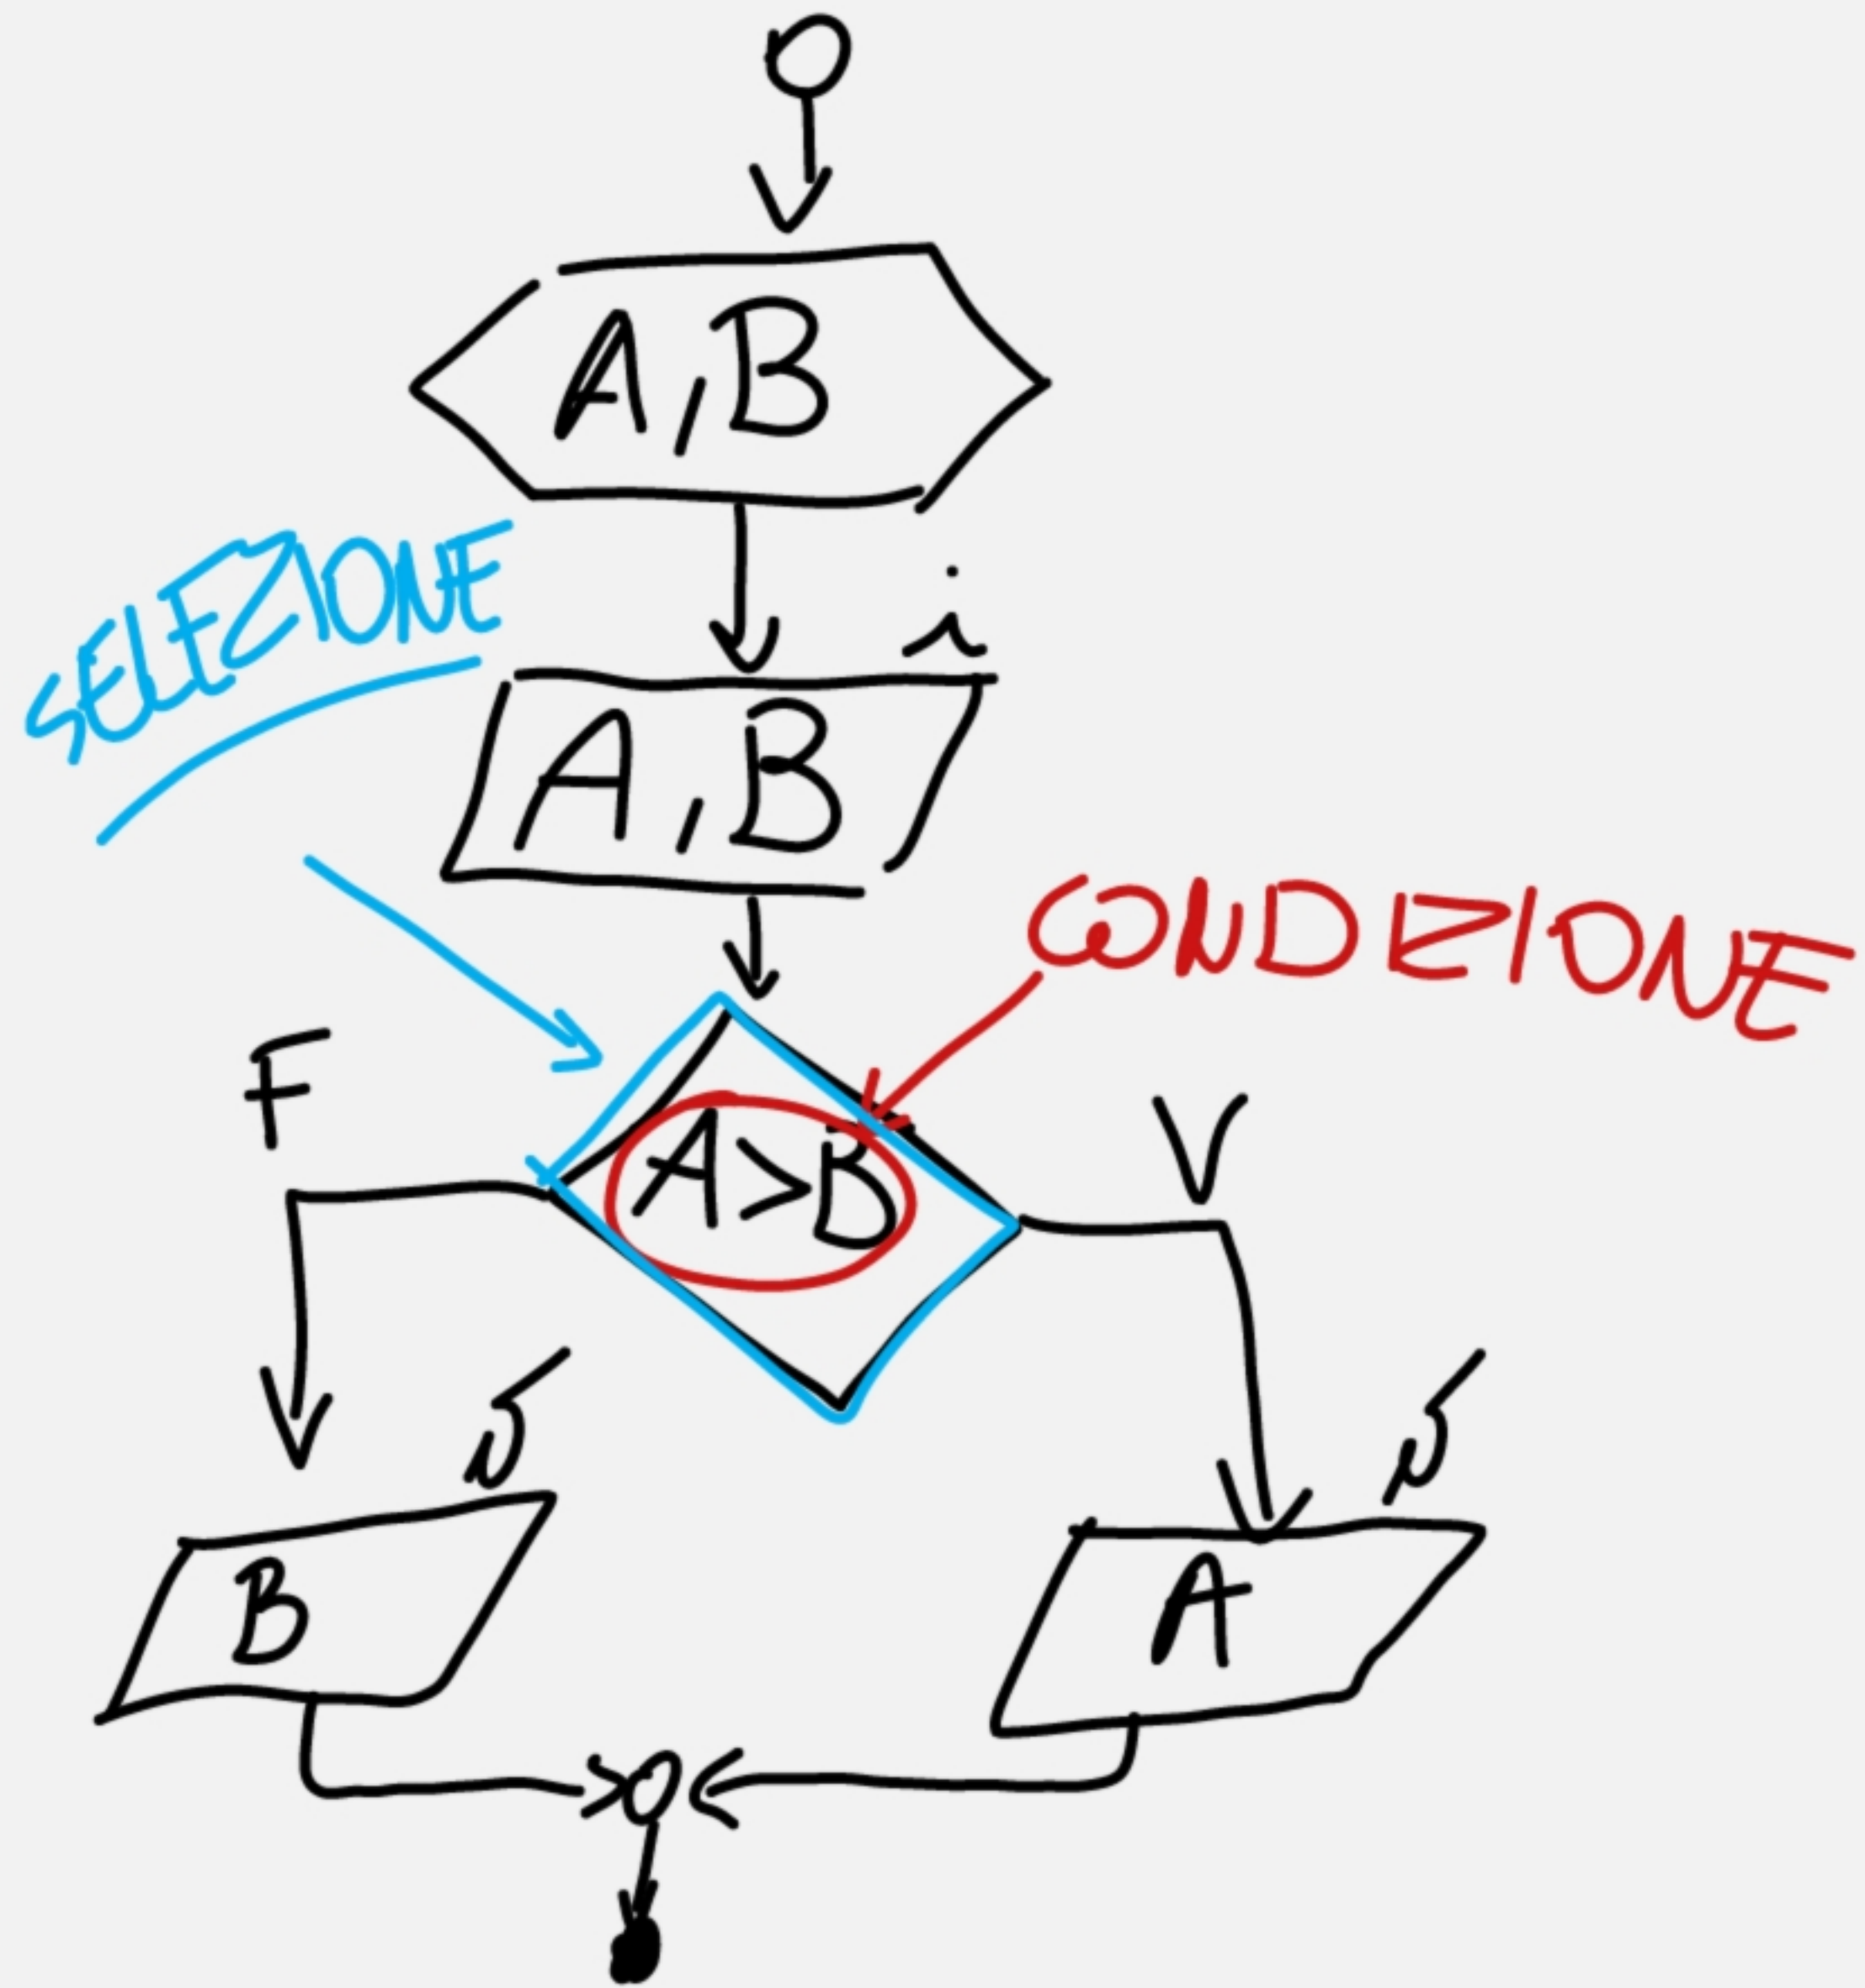 A,B
SELEZIONE
i
A,B
CONDIZIONE
F
A>B
V
B
A